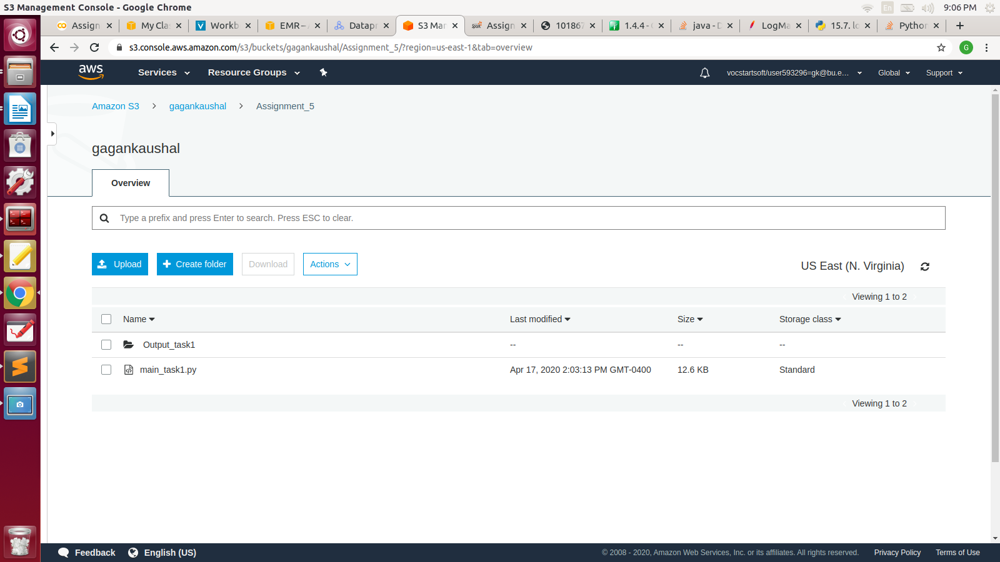 S3 Management Console - Google Chrome
En 9:06 PM
Assign
My Cla
Workb
EMR – A
Datapr
S3 Mar
Assign
101867
1.4.4 - C
java - D
LogMa
15.7. lo
Python
s3.console.aws.amazon.com/s3/buckets/gagankaushal/Assignment_5/?region=us-east-1&tab=overview
G
aws Services Resource Groups vocstartsoft/user593296=gk@bu.e... Global Support
Amazon S3 > gagankaushal > Assignment_5
gagankaushal
Overview
Type a prefix and press Enter to search. Press ESC to clear.
Upload Create folder Download Actions US East (N. Virginia)
Viewing 1 to 2
Name Last modified Size Storage class
Output_task1 -- -- --
main_task1.py Apr 17, 2020 2:03:13 PM GMT-0400 12.6 KB Standard
Viewing 1 to 2
Feedback English (US) © 2008 - 2020, Amazon Web Services, Inc. or its affiliates. All rights reserved. Privacy Policy Terms of Use